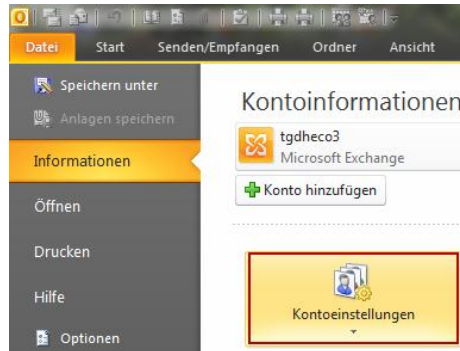 Datei Start Senden/Empfangen Ordner Ansicht
Speichern unter
Anlagen speichern
Informationen
Öffnen
Drucken
Hilfe
Optionen
Kontoinformationen
tgdheco3
Microsoft Exchange
Konto hinzufügen
Kontoeinstellungen